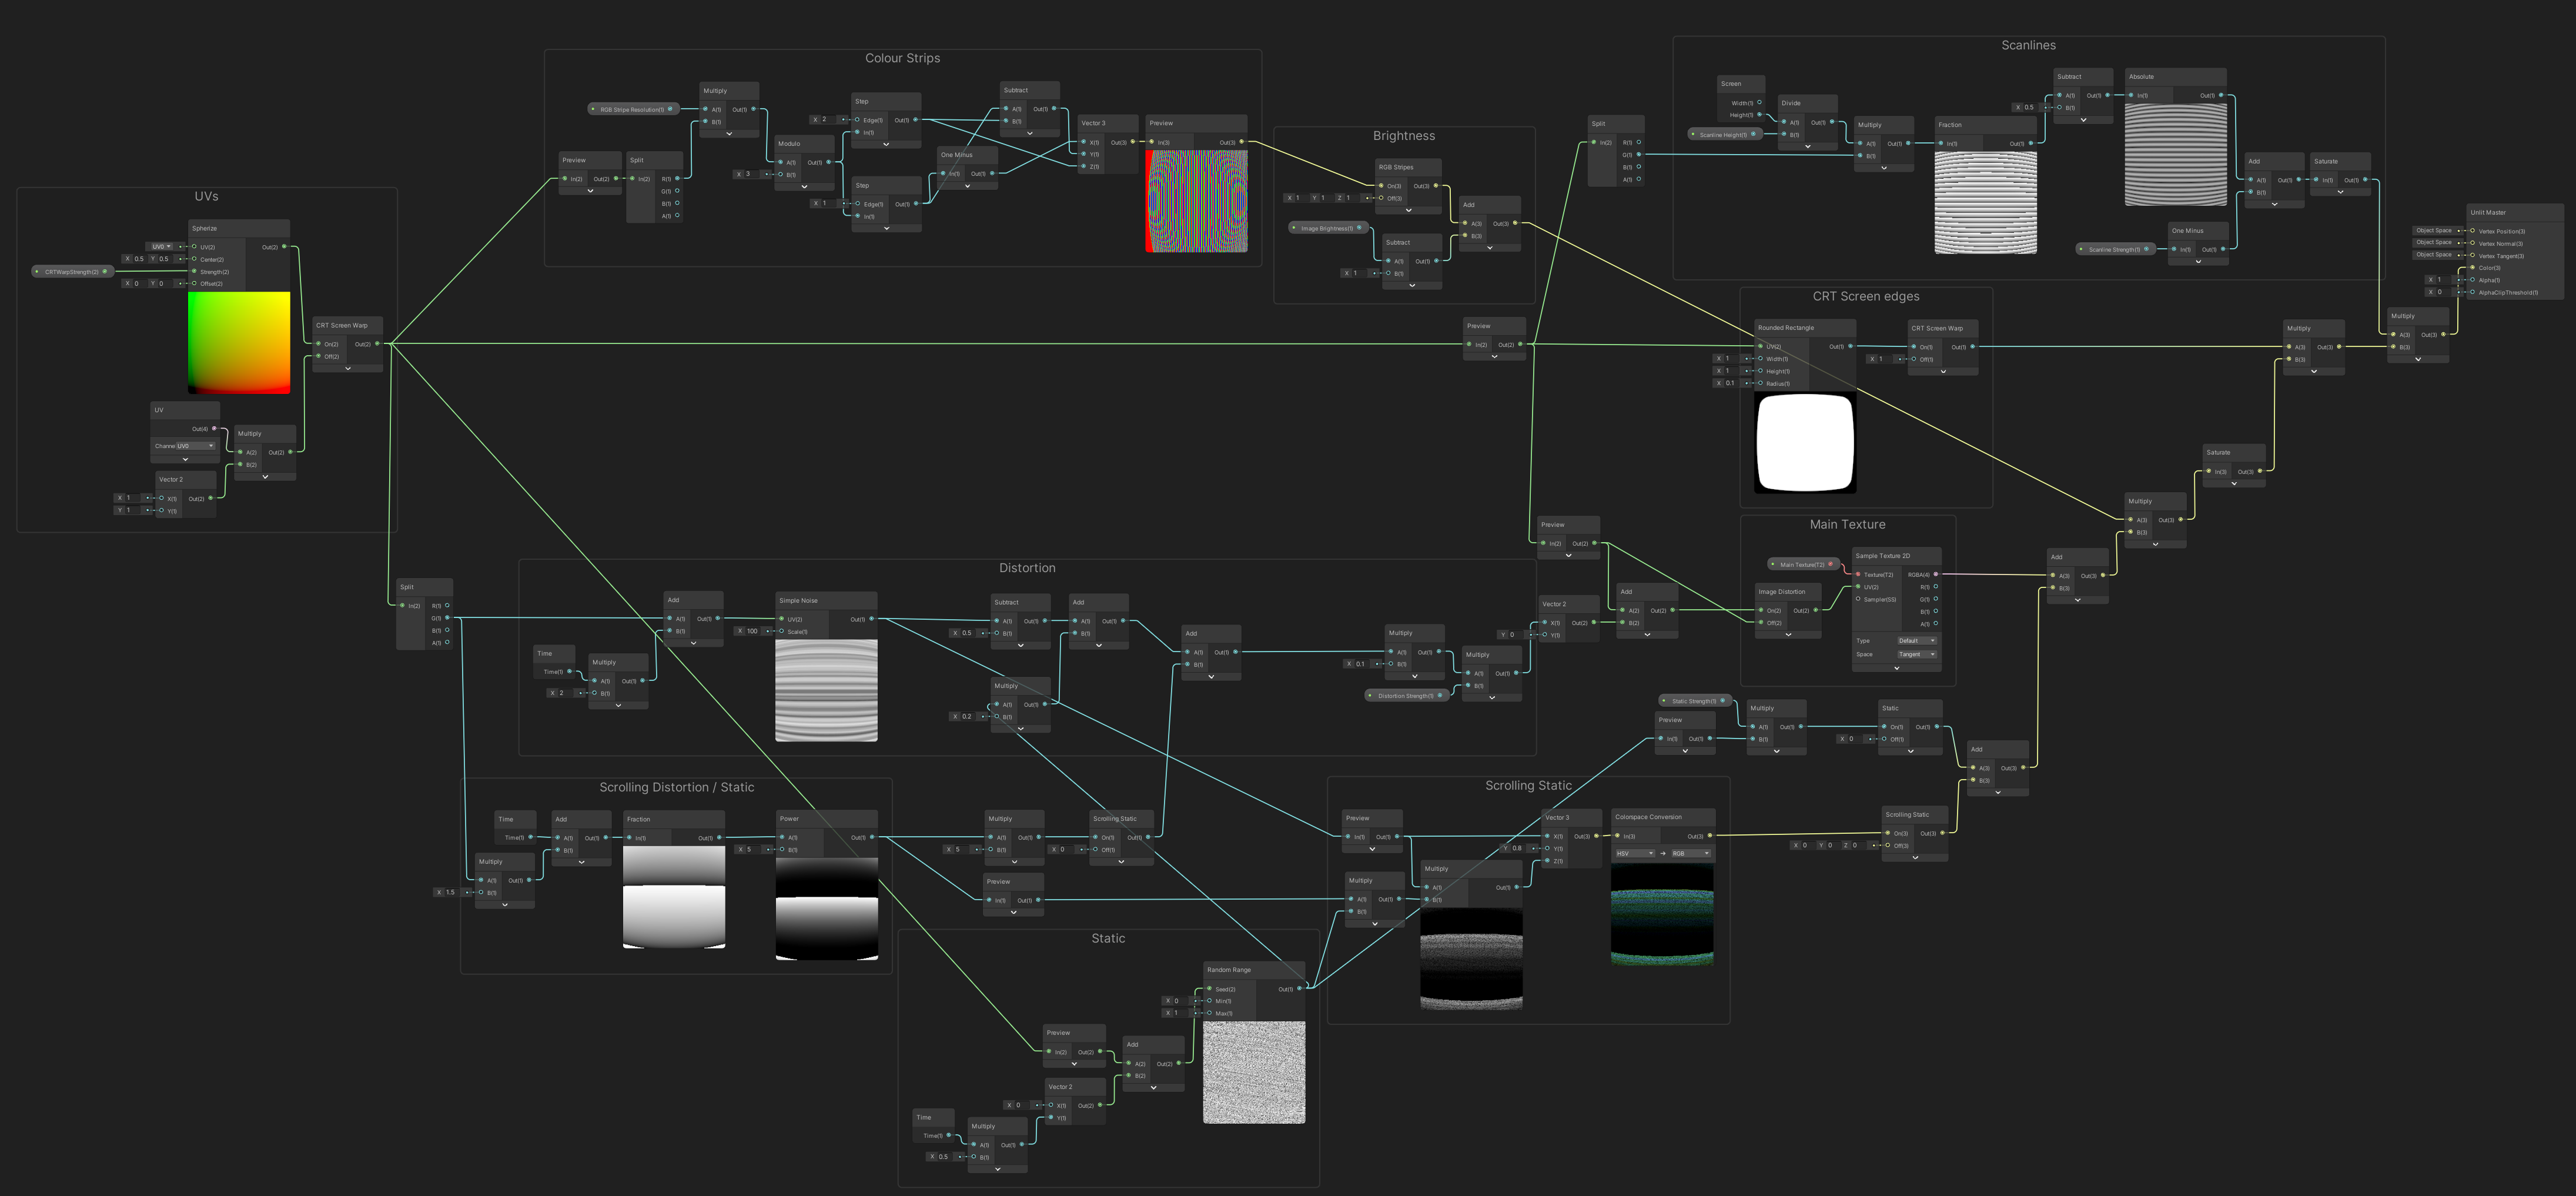 UVs
Spherize
UV0
UV(2)
Out(2)
X 0.5 Y 0.5
Center(2)
CRTWarpStrength(2)
Strength(2)
X 0 Y 0
Offset(2)
CRT Screen Warp
On(2) Out(2)
Off(2)
UV
Out(4)
Channel UV0
Multiply
A(2) Out(2)
B(2)
Vector 2
X 1 X(1) Out(2)
Y 1 Y(1)
Colour Strips
RGB Stripe Resolution(1)
Multiply
A(1) Out(1)
B(1)
Preview
In(2) Out(2)
Split
In(2) R(1)
G(1)
B(1)
A(1)
Modulo
A(1) Out(1)
X 3 B(1)
Step
X 2 Edge(1) Out(1)
In(1)
Step
X 1 Edge(1) Out(1)
In(1)
Subtract
A(1) Out(1)
B(1)
One Minus
In(1) Out(1)
Vector 3
X(1) Out(3)
Y(1)
Z(1)
Preview
In(3) Out(3)
Brightness
RGB Stripes
On(3) Out(3)
X 1 Y 1 Z 1 Off(3)
Image Brightness(1)
Subtract
A(1) Out(1)
X 1 B(1)
Add
A(3) Out(3)
B(3)
Preview
In(2) Out(2)
Split
In(2) R(1)
G(1)
B(1)
A(1)
Scanlines
Screen
Width(1)
Height(1)
Scanline Height(1)
Divide
A(1) Out(1)
B(1)
Multiply
A(1) Out(1)
B(1)
Fraction
In(1) Out(1)
Subtract
A(1) Out(1)
X 0.5 B(1)
Absolute
In(1) Out(1)
Scanline Strength(1)
One Minus
In(1) Out(1)
Add
A(1) Out(1)
B(1)
Saturate
In(1) Out(1)
Unlit Master
Object Space Vertex Position(3)
Object Space Vertex Normal(3)
Object Space Vertex Tangent(3)
Color(3)
X 1 Alpha(1)
X 0 AlphaClipThreshold(1)
CRT Screen edges
Rounded Rectangle
UV(2) Out(1)
X 1 Width(1)
X 1 Height(1)
X 0.1 Radius(1)
CRT Screen Warp
On(1) Out(1)
X 1 Off(1)
Multiply
A(3) Out(3)
B(3)
Multiply
A(3) Out(3)
B(3)
Saturate
In(3) Out(3)
Multiply
A(3) Out(3)
B(3)
Add
A(3) Out(3)
B(3)
Preview
In(2) Out(2)
Main Texture
Main Texture(T2)
Sample Texture 2D
Texture(T2) RGBA(4)
UV(2) R(1)
Sampler(SS) G(1)
B(1)
A(1)
Type Default
Space Tangent
Image Distortion
On(2) Out(2)
Off(2)
Split
In(2) R(1)
G(1)
B(1)
A(1)
Distortion
Time
Time(1)
Multiply
A(1) Out(1)
X 2 B(1)
Add
A(1) Out(1)
B(1)
Simple Noise
UV(2) Out(1)
X 100 Scale(1)
Subtract
A(1) Out(1)
X 0.5 B(1)
Add
A(1) Out(1)
B(1)
Multiply
A(1) Out(1)
X 0.2 B(1)
Add
A(1) Out(1)
B(1)
Multiply
A(1) Out(1)
X 0.1 B(1)
Distortion Strength(1)
Multiply
A(1) Out(1)
B(1)
Vector 2
X(1) Out(2)
Y 0 Y(1)
Add
A(2) Out(2)
B(2)
Static Strength(1)
Preview
In(1) Out(1)
Multiply
A(1) Out(1)
B(1)
Static
On(1) Out(1)
X 0 Off(1)
Add
A(3) Out(3)
B(3)
Scrolling Static
On(3) Out(3)
X 0 Y 0 Z 0 Off(3)
Scrolling Distortion / Static
Time
Time(1)
Multiply
A(1) Out(1)
X 1.5 B(1)
Add
A(1) Out(1)
B(1)
Fraction
In(1) Out(1)
Power
A(1) Out(1)
X 5 B(1)
Multiply
A(1) Out(1)
X 5 B(1)
Scrolling Static
On(1) Out(1)
X 0 Off(1)
Preview
In(1) Out(1)
Scrolling Static
Preview
In(1) Out(1)
Multiply
A(1) Out(1)
B(1)
Multiply
A(1) Out(1)
B(1)
Vector 3
X(1) Out(3)
Y 0.8 Y(1)
Z(1)
Colorspace Conversion
In(3) Out(3)
HSV → RGB
Static
Random Range
Seed(2) Out(1)
X 0 Min(1)
X 1 Max(1)
Preview
In(2) Out(2)
Add
A(2) Out(2)
B(2)
Vector 2
X 0 X(1) Out(2)
Y(1)
Time
Time(1)
Multiply
A(1) Out(1)
X 0.5 B(1)